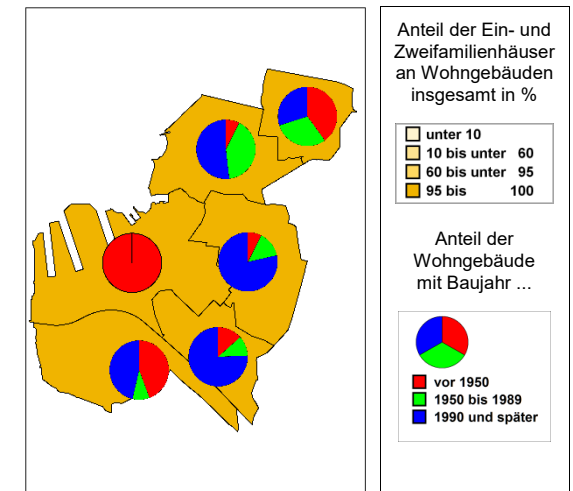 Anteil der Ein- und
Zweifamilienhäuser
an Wohngebäuden
insgesamt in %
unter 10
10 bis unter 60
60 bis unter 95
95 bis 100
Anteil der
Wohngebäude
mit Baujahr ...
vor 1950
1950 bis 1989
1990 und später